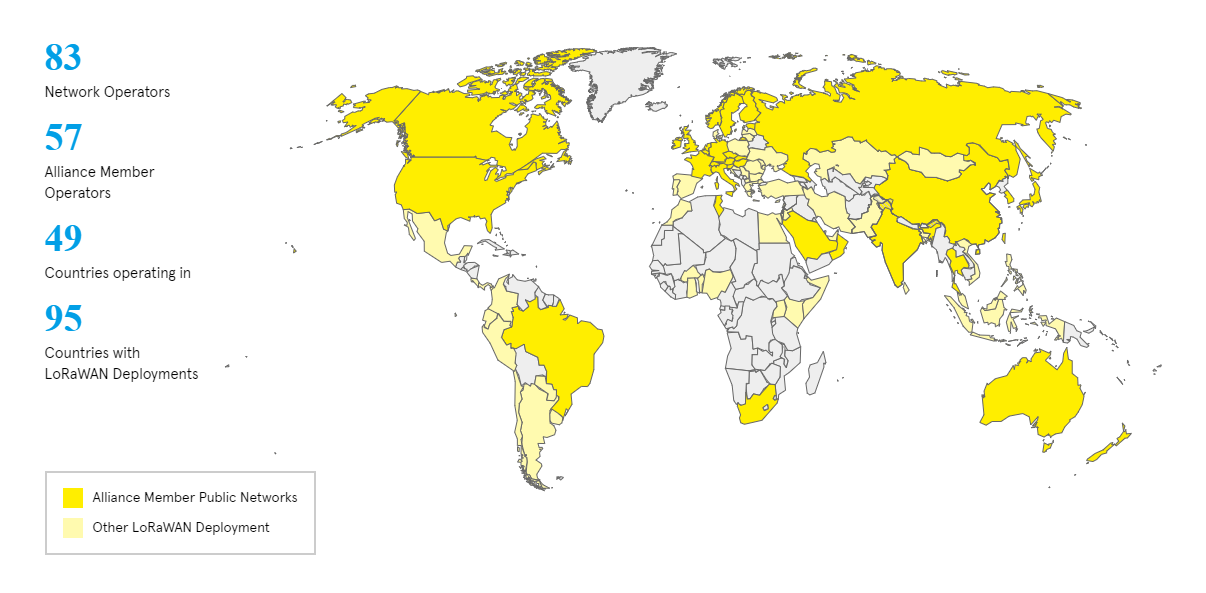 83
Network Operators
57
Alliance Member
Operators
49
Countries operating in
95
Countries with
LoRaWAN Deployments
Alliance Member Public Networks
Other LoRaWAN Deployment